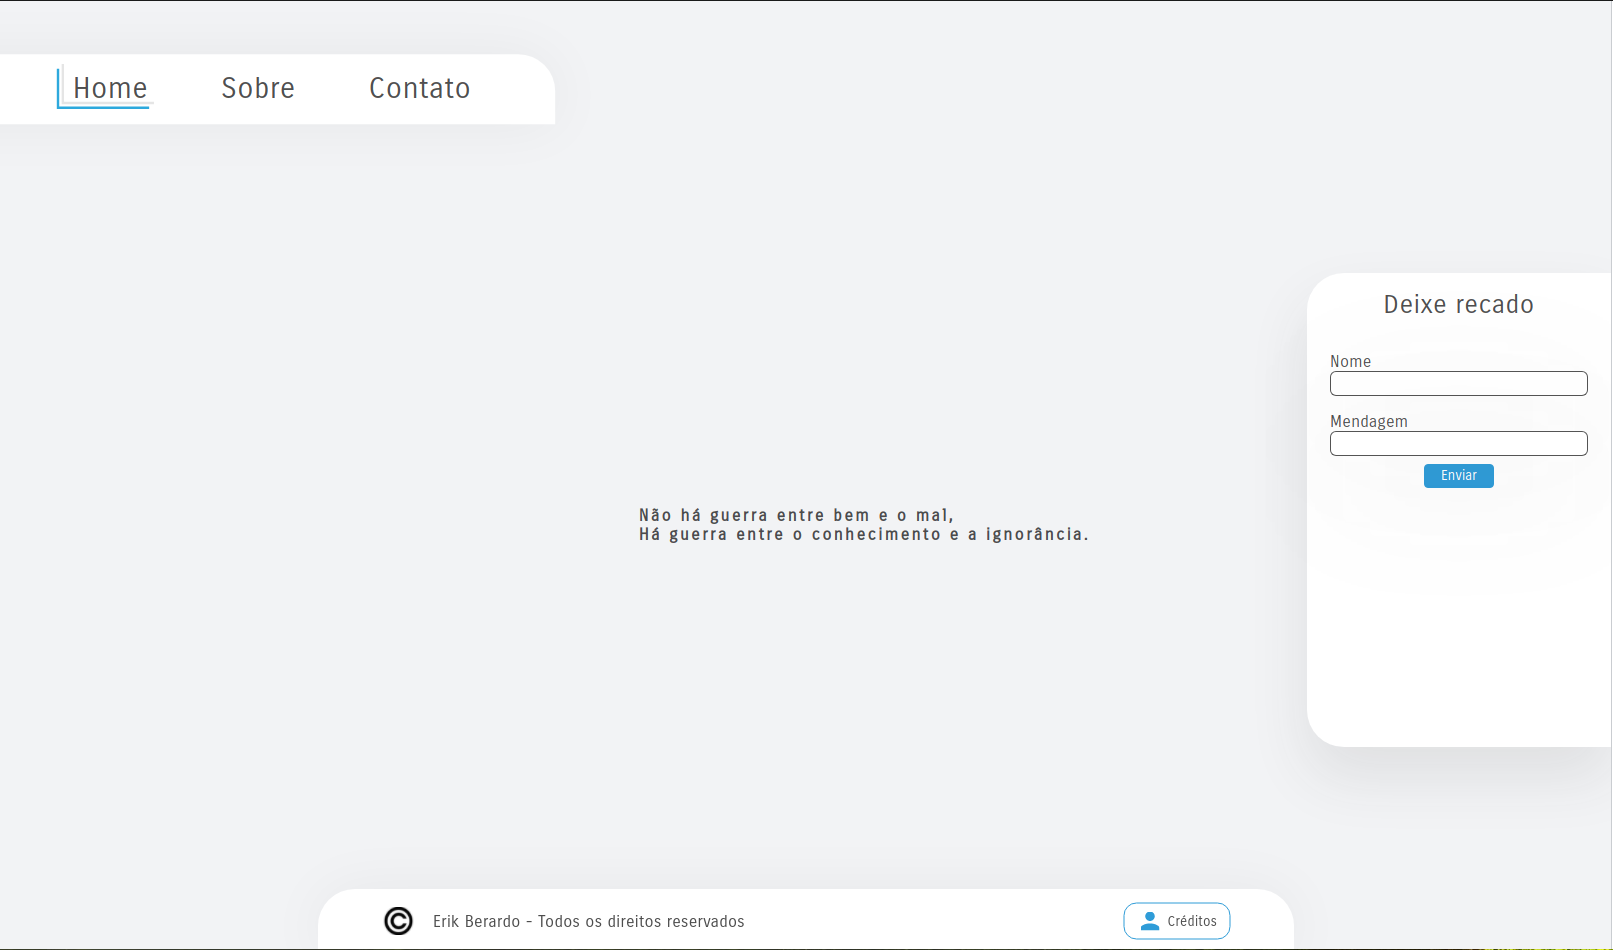 Home Sobre Contato
Deixe recado
Nome
Mendagem
Enviar
Não há guerra entre bem e o mal,
Há guerra entre o conhecimento e a ignorância.
© Erik Berardo - Todos os direitos reservados
Créditos